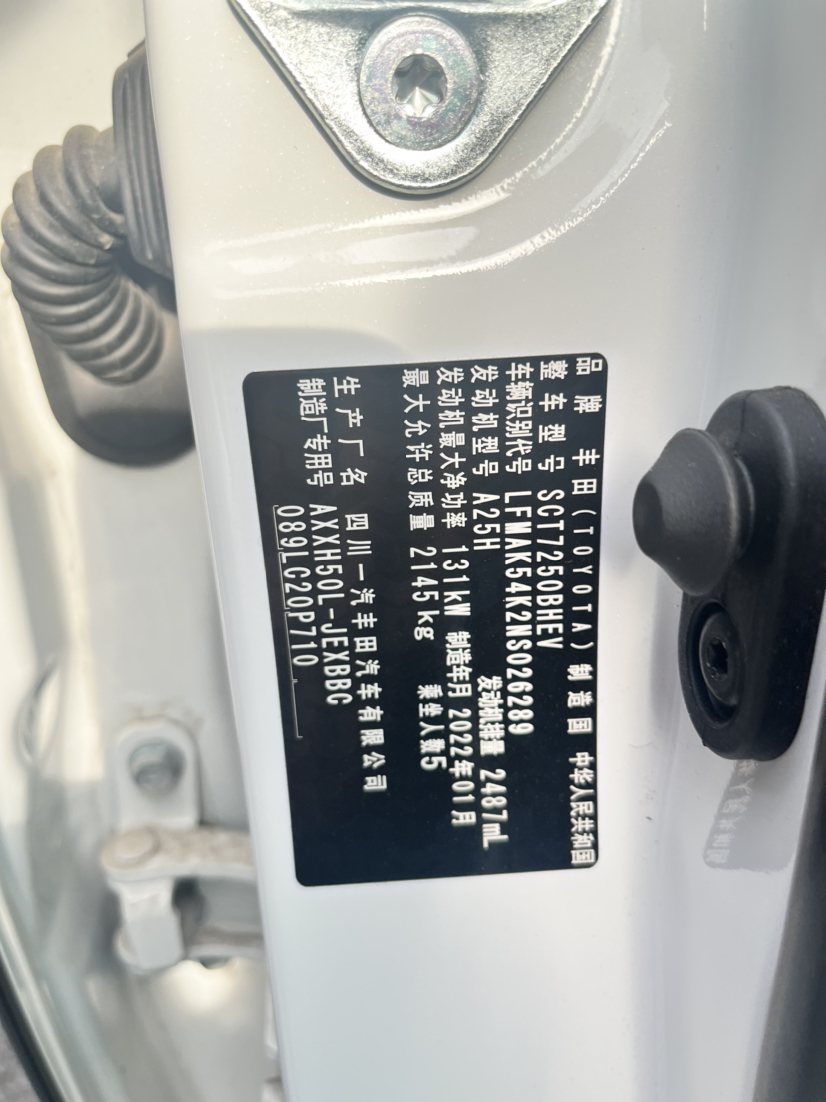 品牌 丰田(TOYOTA) 制造国 中华人民共和国
整车型号 SCT7250BHEV
车辆识别代号 LFMAK54K2NS026289
发动机型号 A25H 发动机排量 2487mL
发动机最大净功率 131kW 制造年月 2022年01月
最大允许总质量 2145kg 乘坐人数5
生产厂名 四川一汽丰田汽车有限公司
制造厂专用号 AXXH50L-JEXBBC
089LC20P710